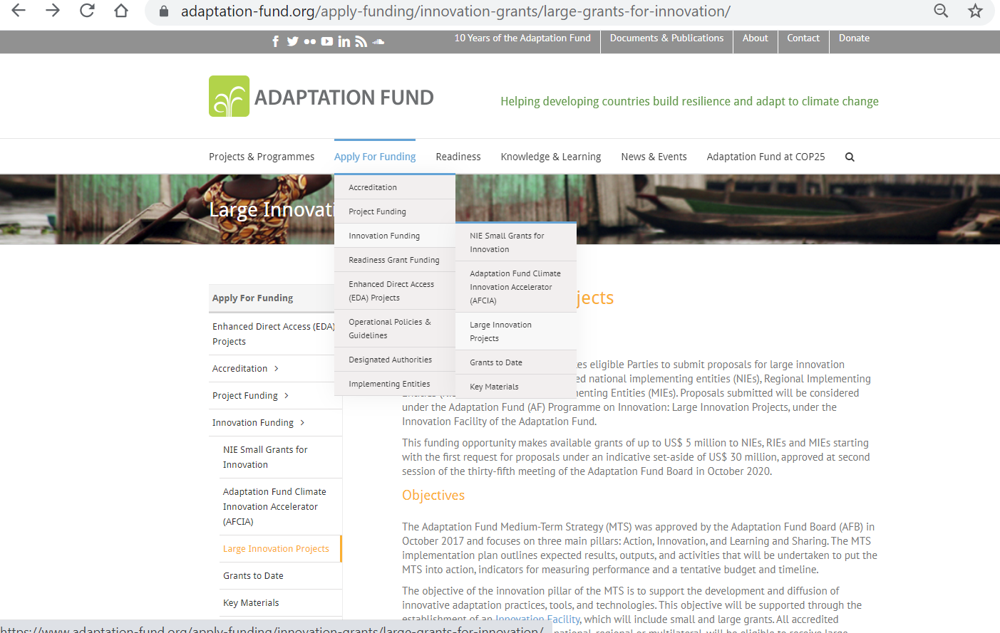 adaptation-fund.org/apply-funding/innovation-grants/large-grants-for-innovation/
10 Years of the Adaptation Fund
Documents & Publications
About
Contact
Donate
ADAPTATION FUND
Helping developing countries build resilience and adapt to climate change
Projects & Programmes
Apply For Funding
Readiness
Knowledge & Learning
News & Events
Adaptation Fund at COP25
Large Innovati
Accreditation
Project Funding
Innovation Funding
Readiness Grant Funding
Enhanced Direct Access
(EDA) Projects
Operational Policies &
Guidelines
Designated Authorities
Implementing Entities
NIE Small Grants for
Innovation
Adaptation Fund Climate
Innovation Accelerator
(AFCIA)
Large Innovation
Projects
Grants to Date
Key Materials
Apply For Funding
Enhanced Direct Access (EDA)
Projects
Accreditation
Project Funding
Innovation Funding
NIE Small Grants for
Innovation
Adaptation Fund Climate
Innovation Accelerator
(AFCIA)
Large Innovation Projects
Grants to Date
Key Materials
jects
es eligible Parties to submit proposals for large innovation
ed national implementing entities (NIEs), Regional Implementing
menting Entities (MIEs). Proposals submitted will be considered
under the Adaptation Fund (AF) Programme on Innovation: Large Innovation Projects, under the
Innovation Facility of the Adaptation Fund.
This funding opportunity makes available grants of up to US$ 5 million to NIEs, RIEs and MIEs starting
with the first request for proposals under an indicative set-aside of US$ 30 million, approved at second
session of the thirty-fifth meeting of the Adaptation Fund Board in October 2020.
Objectives
The Adaptation Fund Medium-Term Strategy (MTS) was approved by the Adaptation Fund Board (AFB) in
October 2017 and focuses on three main pillars: Action, Innovation, and Learning and Sharing. The MTS
implementation plan outlines expected results, outputs, and activities that will be undertaken to put the
MTS into action, indicators for measuring performance and a tentative budget and timeline.
The objective of the innovation pillar of the MTS is to support the development and diffusion of
innovative adaptation practices, tools, and technologies. This objective will be supported through the
establishment of an Innovation Facility, which will include small and large grants. All accredited
national, regional or multilateral, will be eligible to receive large
https://www.adaptation-fund.org/apply-funding/innovation-grants/large-grants-for-innovation/